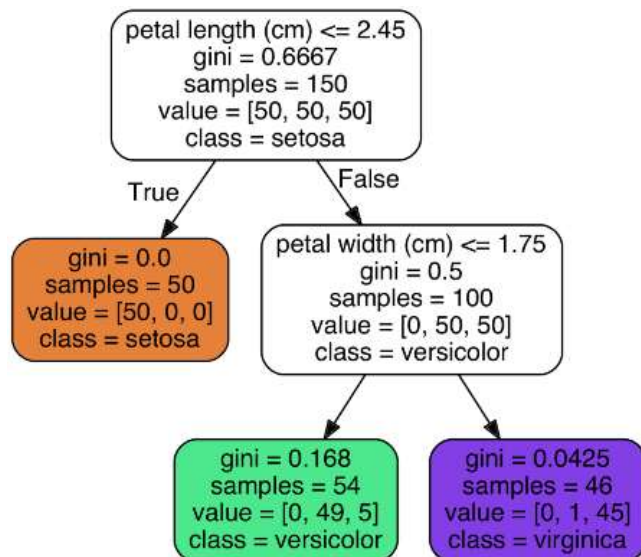 petal length (cm) <= 2.45
gini = 0.6667
samples = 150
value = [50, 50, 50]
class = setosa
True
False
gini = 0.0
samples = 50
value = [50, 0, 0]
class = setosa
petal width (cm) <= 1.75
gini = 0.5
samples = 100
value = [0, 50, 50]
class = versicolor
gini = 0.168
samples = 54
value = [0, 49, 5]
class = versicolor
gini = 0.0425
samples = 46
value = [0, 1, 45]
class = virginica